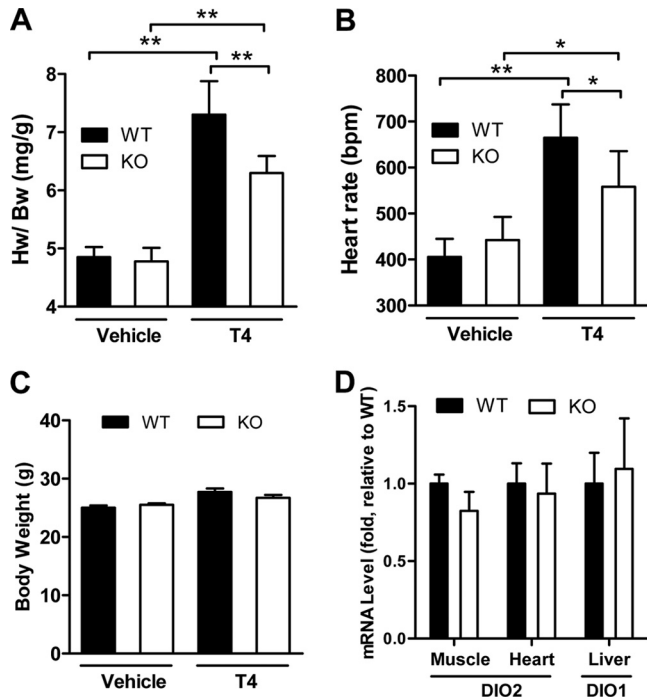 A
**
**
**
8
7
6
5
4
Hw/ Bw (mg/g)
WT
KO
Vehicle
T4
B
*
**
*
800
700
600
500
400
300
Heart rate (bpm)
WT
KO
Vehicle
T4
C
WT
KO
40
30
20
10
0
Body Weight (g)
Vehicle
T4
D
WT
KO
1.5
1.0
0.5
0.0
mRNA Level (fold, relative to WT)
Muscle Heart Liver
DIO2 DIO1